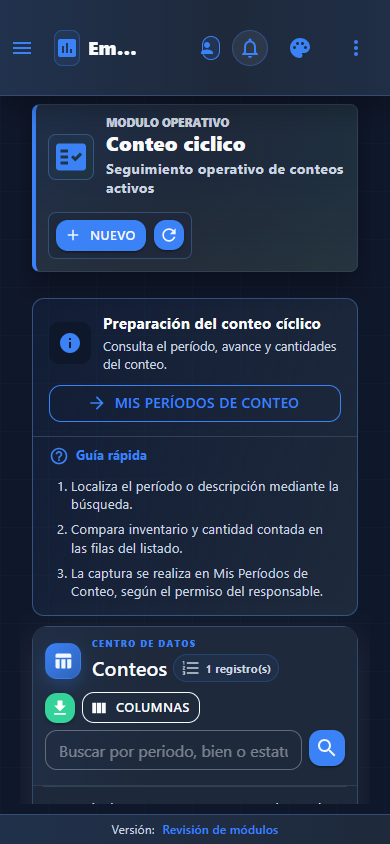 Em...
MODULO OPERATIVO
Conteo ciclico
Seguimiento operativo de conteos
activos
NUEVO
Preparación del conteo cíclico
Consulta el período, avance y cantidades
del conteo.
MIS PERÍODOS DE CONTEO
Guía rápida
1. Localiza el período o descripción mediante la
búsqueda.
2. Compara inventario y cantidad contada en
las filas del listado.
3. La captura se realiza en Mis Períodos de
Conteo, según el permiso del responsable.
CENTRO DE DATOS
Conteos
1 registro(s)
COLUMNAS
Buscar por periodo, bien o estatu
Versión: Revisión de módulos